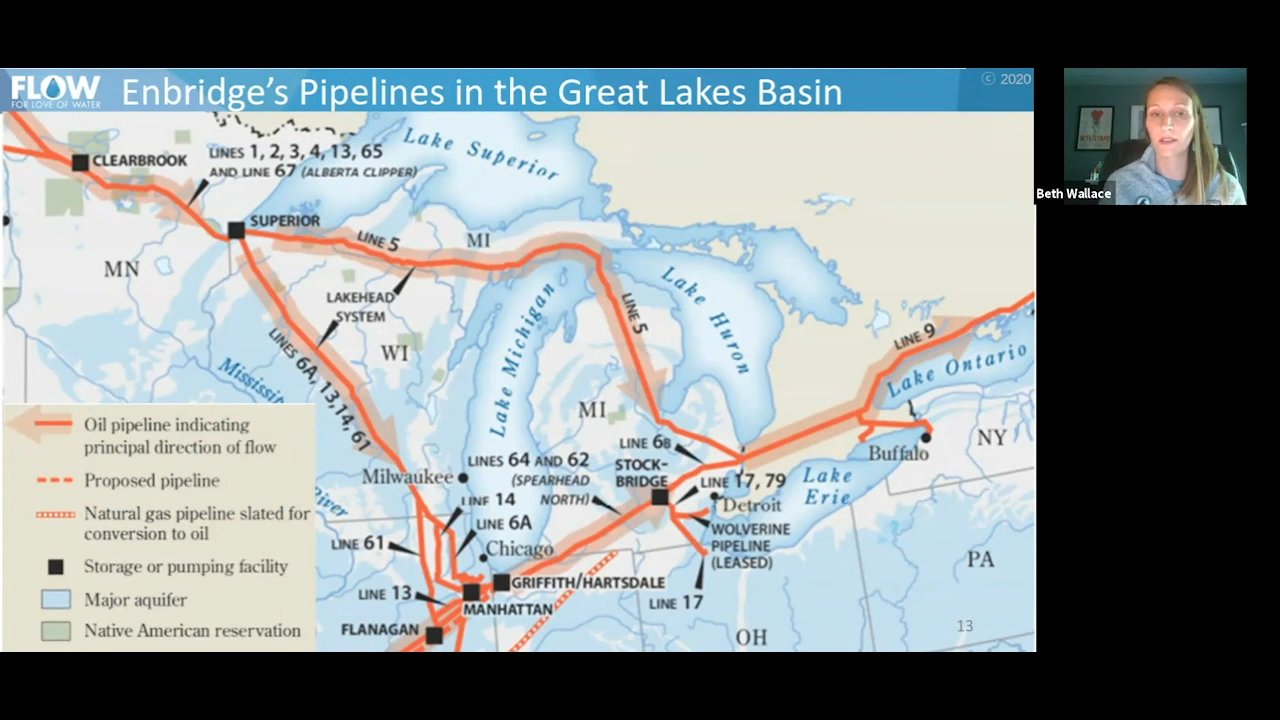 FLOW
FOR LOVE OF WATER
Enbridge's Pipelines in the Great Lakes Basin
© 2020
Beth Wallace
CLEARBROOK
LINES 1, 2, 3, 4, 13, 65
AND LINE 67 (ALBERTA CLIPPER)
Lake Superior
SUPERIOR
LINE 5
MI
MN
LAKEHEAD
SYSTEM
LINE 5
Lake Huron
Lake Michigan
LINES 6A, 13,14, 61
WI
Mississi
River
MI
LINE 9
Lake Ontario
NY
Buffalo
Lake
Erie
LINE 6B
STOCK-
BRIDGE
LINE 17, 79
Detroit
WOLVERINE
PIPELINE
(LEASED)
LINE 17
PA
OH
Milwaukee
LINES 64 AND 62
(SPEARHEAD
NORTH)
LINE 14
LINE 6A
LINE 61
Chicago
GRIFFITH/HARTSDALE
LINE 13
MANHATTAN
FLANAGAN
13
Oil pipeline indicating
principal direction of flow
Proposed pipeline
Natural gas pipeline slated for
conversion to oil
Storage or pumping facility
Major aquifer
Native American reservation